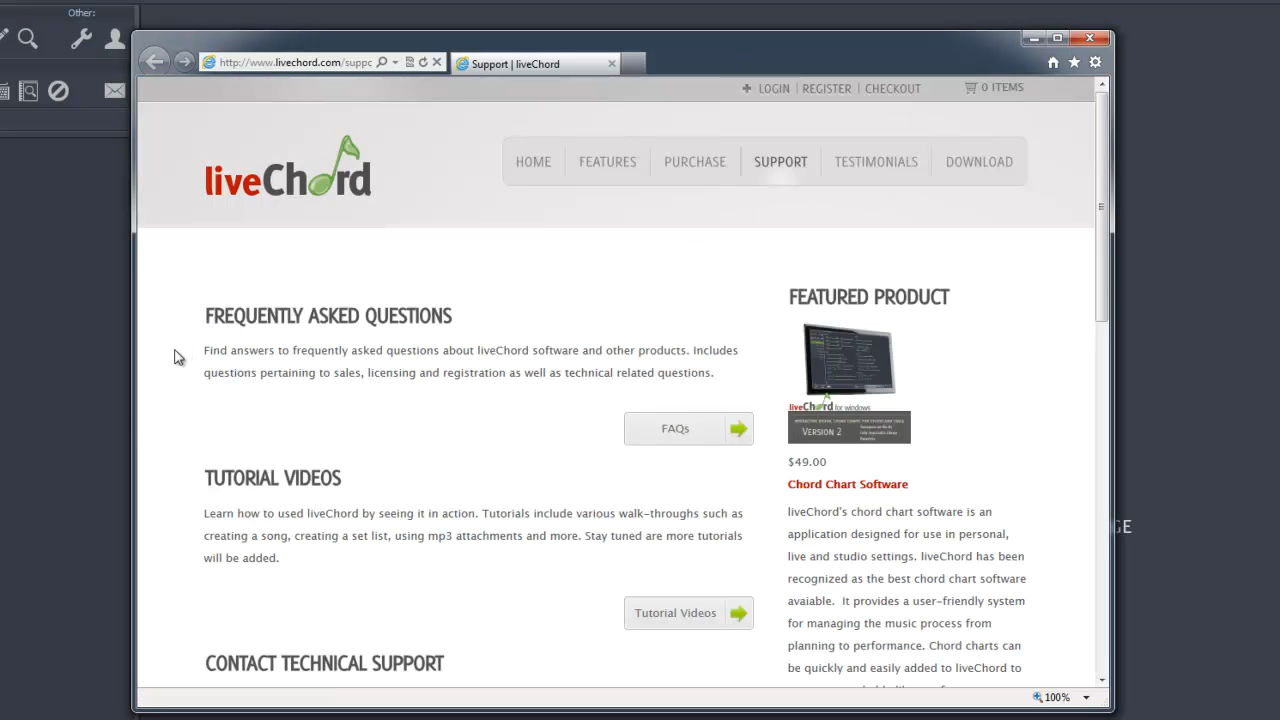 Other:
http://www.livechord.com/suppc
Support | liveChord
LOGIN | REGISTER | CHECKOUT
0 ITEMS
liveChord
HOME
FEATURES
PURCHASE
SUPPORT
TESTIMONIALS
DOWNLOAD
FREQUENTLY ASKED QUESTIONS
Find answers to frequently asked questions about liveChord software and other products. Includes
questions pertaining to sales, licensing and registration as well as technical related questions.
FAQs
TUTORIAL VIDEOS
Learn how to used liveChord by seeing it in action. Tutorials include various walk-throughs such as
creating a song, creating a set list, using mp3 attachments and more. Stay tuned are more tutorials
will be added.
Tutorial Videos
CONTACT TECHNICAL SUPPORT
FEATURED PRODUCT
liveChord for windows
VERSION 2
$49.00
Chord Chart Software
liveChord's chord chart software is an
application designed for use in personal,
live and studio settings. liveChord has been
recognized as the best chord chart software
avaiable. It provides a user-friendly system
for managing the music process from
planning to performance. Chord charts can
be quickly and easily added to liveChord to
GE
100%